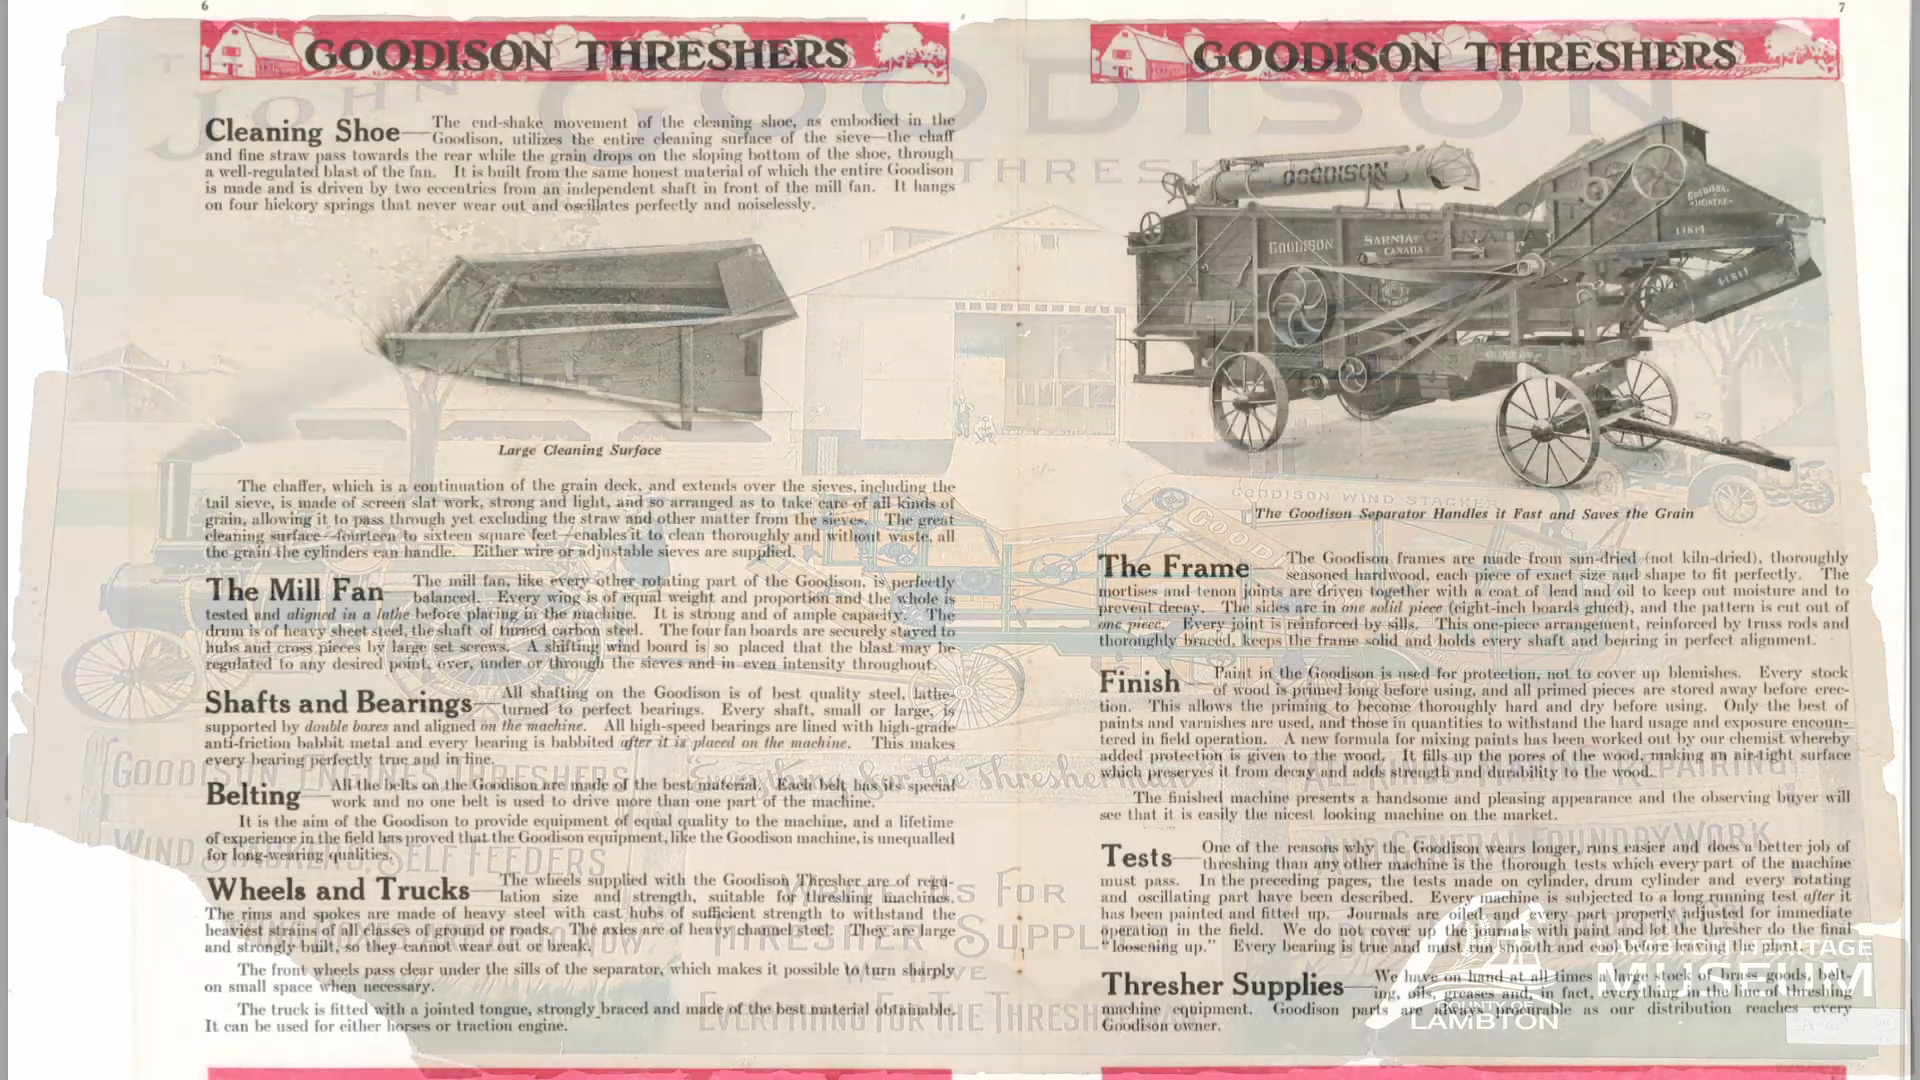 6
GOODISON THRESHERS
Cleaning Shoe—The end-shake movement of the cleaning shoe, as embodied in the
Goodison, utilizes the entire cleaning surface of the sieve—the chaff
and fine straw pass towards the rear while the grain drops on the sloping bottom of the shoe, through
a well-regulated blast of the fan. It is built from the same honest material of which the entire Goodison
is made and is driven by two eccentrics from an independent shaft in front of the mill fan. It hangs
on four hickory springs that never wear out and oscillates perfectly and noiselessly.
Large Cleaning Surface
The chaffer, which is a continuation of the grain deck, and extends over the sieves, including the
tail sieve, is made of screen slat work, strong and light, and so arranged as to take care of all kinds of
grain, allowing it to pass through yet excluding the straw and other matter from the sieves. The great
cleaning surface—fourteen to sixteen square feet—enables it to clean thoroughly and without waste, all
the grain the cylinders can handle. Either wire or adjustable sieves are supplied.
The Mill Fan—The mill fan, like every other rotating part of the Goodison, is perfectly
balanced. Every wing is of equal weight and proportion and the whole is
tested and aligned in a lathe before placing in the machine. It is strong and of ample capacity. The
drum is of heavy sheet steel, the shaft of turned carbon steel. The four fan boards are securely stayed to
hubs and cross pieces by large set screws. A shifting wind board is so placed that the blast may be
regulated to any desired point, over, under or through the sieves and in even intensity throughout.
Shafts and Bearings—All shafting on the Goodison is of best quality steel, lathe-
turned to perfect bearings. Every shaft, small or large, is
supported by double boxes and aligned on the machine. All high-speed bearings are lined with high-grade
anti-friction babbit metal and every bearing is babbited after it is placed on the machine. This makes
every bearing perfectly true and in line.
Belting—All the belts on the Goodison are made of the best material. Each belt has its special
work and no one belt is used to drive more than one part of the machine.
It is the aim of the Goodison to provide equipment of equal quality to the machine, and a lifetime
of experience in the field has proved that the Goodison equipment, like the Goodison machine, is unequalled
for long-wearing qualities.
Wheels and Trucks—The wheels supplied with the Goodison Thresher are of regu-
lation size and strength, suitable for threshing machines.
The rims and spokes are made of heavy steel with cast hubs of sufficient strength to withstand the
heaviest strains of all classes of ground or roads. The axles are of heavy channel steel. They are large
and strongly built, so they cannot wear out or break.
The front wheels pass clear under the sills of the separator, which makes it possible to turn sharply
on small space when necessary.
The truck is fitted with a jointed tongue, strongly braced and made of the best material obtainable.
It can be used for either horses or traction engine.
7
GOODISON THRESHERS
GOODISON
GOODISON
SARNIA
CANADA
GOODISON
11814
The Goodison Separator Handles it Fast and Saves the Grain
The Frame—The Goodison frames are made from sun-dried (not kiln-dried), thoroughly
seasoned hardwood, each piece of exact size and shape to fit perfectly. The
mortises and tenon joints are driven together with a coat of lead and oil to keep out moisture and to
prevent decay. The sides are in one solid piece (eight-inch boards glued), and the pattern is cut out of
one piece. Every joint is reinforced by sills. This one-piece arrangement, reinforced by truss rods and
thoroughly braced, keeps the frame solid and holds every shaft and bearing in perfect alignment.
Finish—Paint in the Goodison is used for protection, not to cover up blemishes. Every stock
of wood is primed long before using, and all primed pieces are stored away before erec-
tion. This allows the priming to become thoroughly hard and dry before using. Only the best of
paints and varnishes are used, and those in quantities to withstand the hard usage and exposure encoun-
tered in field operation. A new formula for mixing paints has been worked out by our chemist whereby
added protection is given to the wood. It fills up the pores of the wood, making an air-tight surface
which preserves it from decay and adds strength and durability to the wood.
The finished machine presents a handsome and pleasing appearance and the observing buyer will
see that it is easily the nicest looking machine on the market.
Tests—One of the reasons why the Goodison wears longer, runs easier and does a better job of
threshing than any other machine is the thorough tests which every part of the machine
must pass. In the preceding pages, the tests made on cylinder, drum cylinder and every rotating
and oscillating part have been described. Every machine is subjected to a long running test after it
has been painted and fitted up. Journals are oiled, and every part properly adjusted for immediate
operation in the field. We do not cover up the journals with paint and let the thresher do the final
"loosening up." Every bearing is true and must run smooth and cool before leaving the plant.
Thresher Supplies—We have on hand at all times a large stock of brass goods, belt-
ing, oils, greases and, in fact, everything in the line of threshing
machine equipment. Goodison parts are always procurable as our distribution reaches every
Goodison owner.
JOHN GOODISON
THRESHER
SARNIA
CANADA
GOODISON WIND STACKER
GOODISON ENGINES THRESHERS
WIND STACKERS, SELF FEEDERS
Everything for the Thresherman
ALL KINDS REPAIRING
AND GENERAL FOUNDRY WORK
WRITE US FOR
THRESHER SUPPLIES
WE HAVE
EVERYTHING FOR THE THRESHERMAN
LAMBTON HERITAGE
MUSEUM
COUNTY OF
LAMBTON